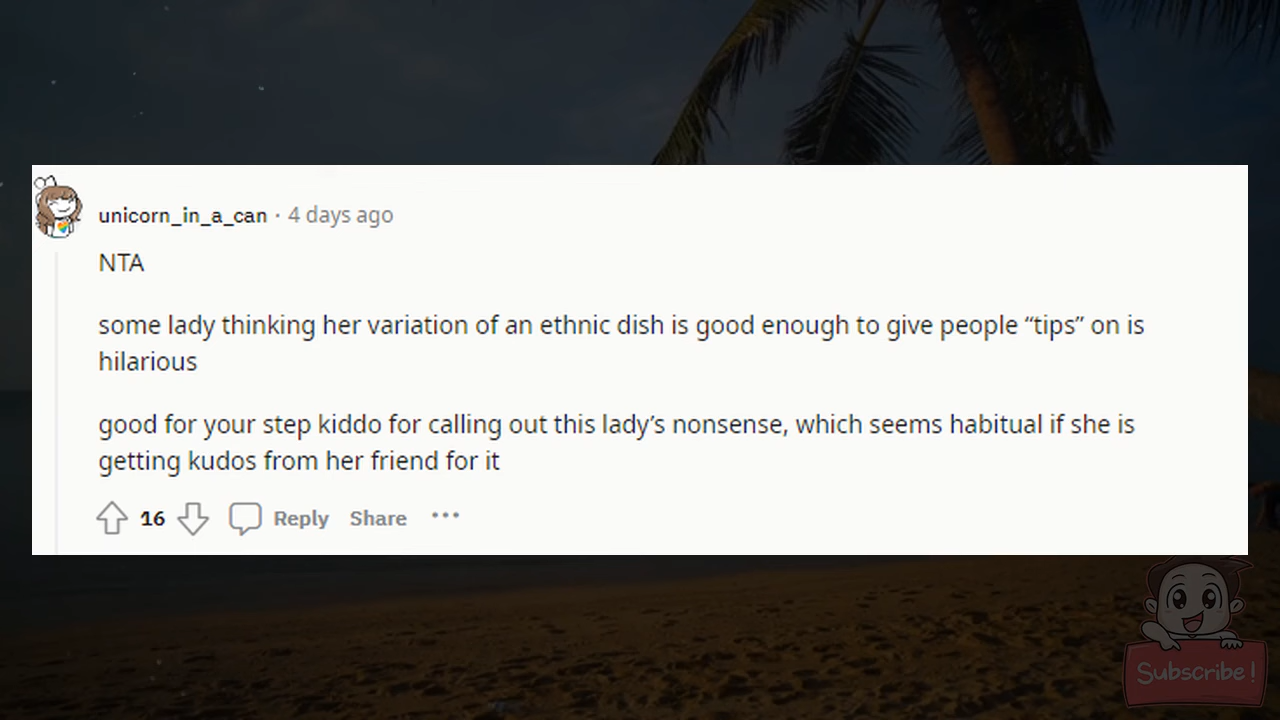 unicorn_in_a_can · 4 days ago
NTA
some lady thinking her variation of an ethnic dish is good enough to give people “tips” on is
hilarious
good for your step kiddo for calling out this lady’s nonsense, which seems habitual if she is
getting kudos from her friend for it
16 Reply Share ···
Subscribe!